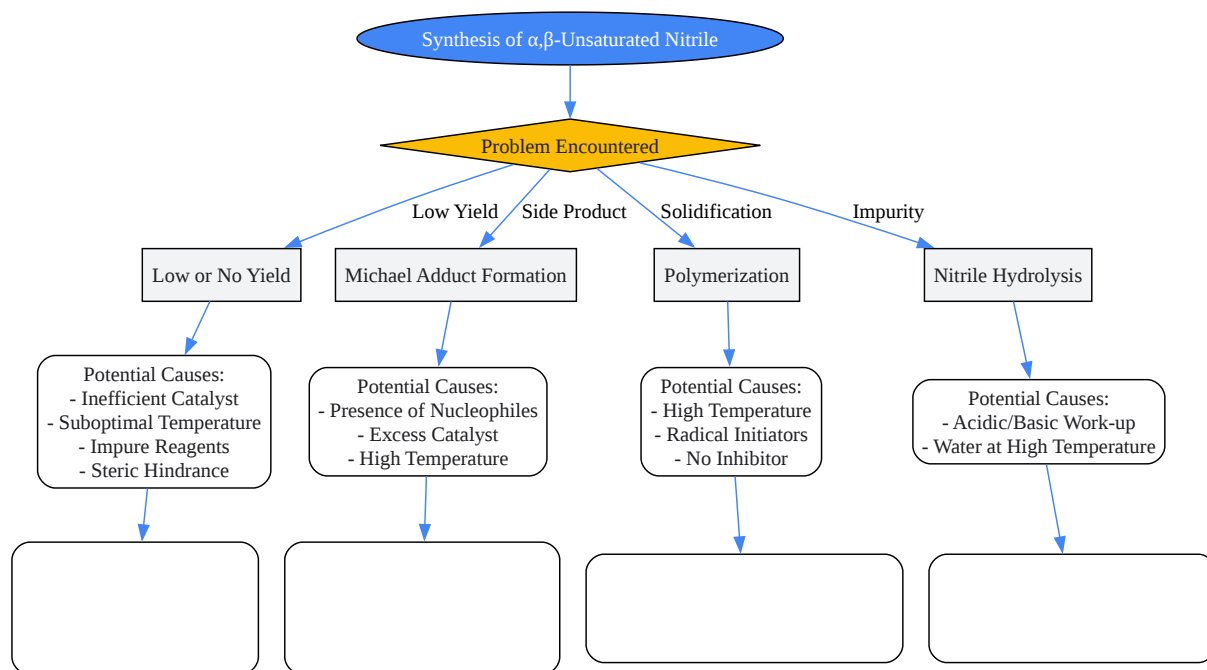 Synthesis of α,β-Unsaturated Nitrile
Problem Encountered
Low Yield
Side Product
Solidification
Impurity
Low or No Yield
Michael Adduct Formation
Polymerization
Nitrile Hydrolysis
Potential Causes:
- Inefficient Catalyst
- Suboptimal Temperature
- Impure Reagents
- Steric Hindrance
Potential Causes:
- Presence of Nucleophiles
- Excess Catalyst
- High Temperature
Potential Causes:
- High Temperature
- Radical Initiators
- No Inhibitor
Potential Causes:
- Acidic/Basic Work-up
- Water at High Temperature